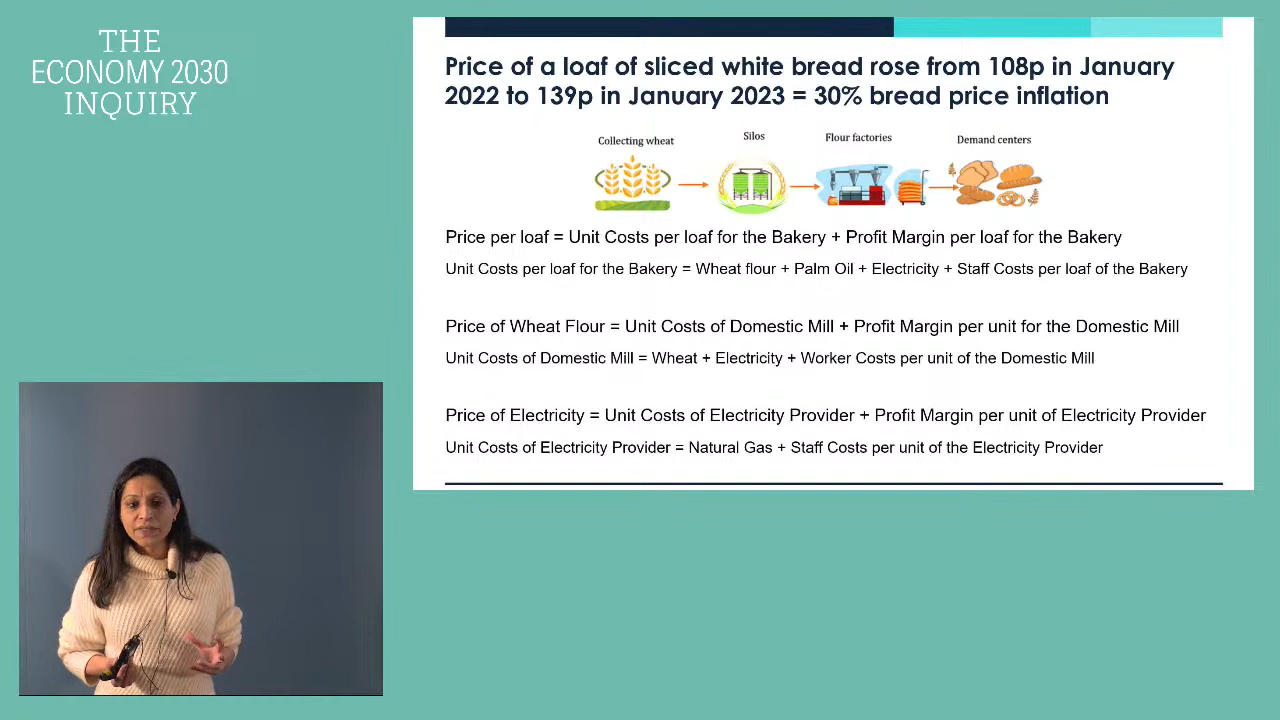 THE
ECONOMY 2030
INQUIRY
Price of a loaf of sliced white bread rose from 108p in January
2022 to 139p in January 2023 = 30% bread price inflation
Collecting wheat
Silos
Flour factories
Demand centers
Price per loaf = Unit Costs per loaf for the Bakery + Profit Margin per loaf for the Bakery
Unit Costs per loaf for the Bakery = Wheat flour + Palm Oil + Electricity + Staff Costs per loaf of the Bakery
Price of Wheat Flour = Unit Costs of Domestic Mill + Profit Margin per unit for the Domestic Mill
Unit Costs of Domestic Mill = Wheat + Electricity + Worker Costs per unit of the Domestic Mill
Price of Electricity = Unit Costs of Electricity Provider + Profit Margin per unit of Electricity Provider
Unit Costs of Electricity Provider = Natural Gas + Staff Costs per unit of the Electricity Provider